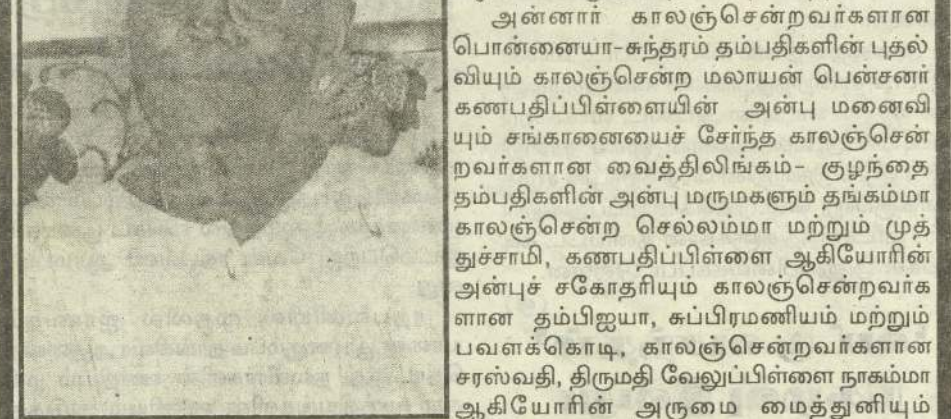 அன்னார் காலஞ்சென்றவர்களான
பொன்னையா-சுந்தரம் தம்பதிகளின் புதல்
வியும் காலஞ்சென்ற மலாயன் பென்சனர்
கணபதிப்பிள்ளையின் அன்பு மனைவி
யும் சங்கானையைச் சேர்ந்த காலஞ்சென்
றவர்களான வைத்திலிங்கம்- குழந்தை
தம்பதிகளின் அன்பு மருமகளும் தங்கம்மா
காலஞ்சென்ற செல்லம்மா மற்றும் முத்
துச்சாமி, கணபதிப்பிள்ளை ஆகியோரின்
அன்புச் சகோதரியும் காலஞ்சென்றவர்க
ளான தம்பிஐயா, சுப்பிரமணியம் மற்றும்
பவளக்கொடி, காலஞ்சென்றவர்களான
சரஸ்வதி, திருமதி வேலுப்பிள்ளை நாகம்மா
ஆகியோரின் அருமை மைத்தினியும்